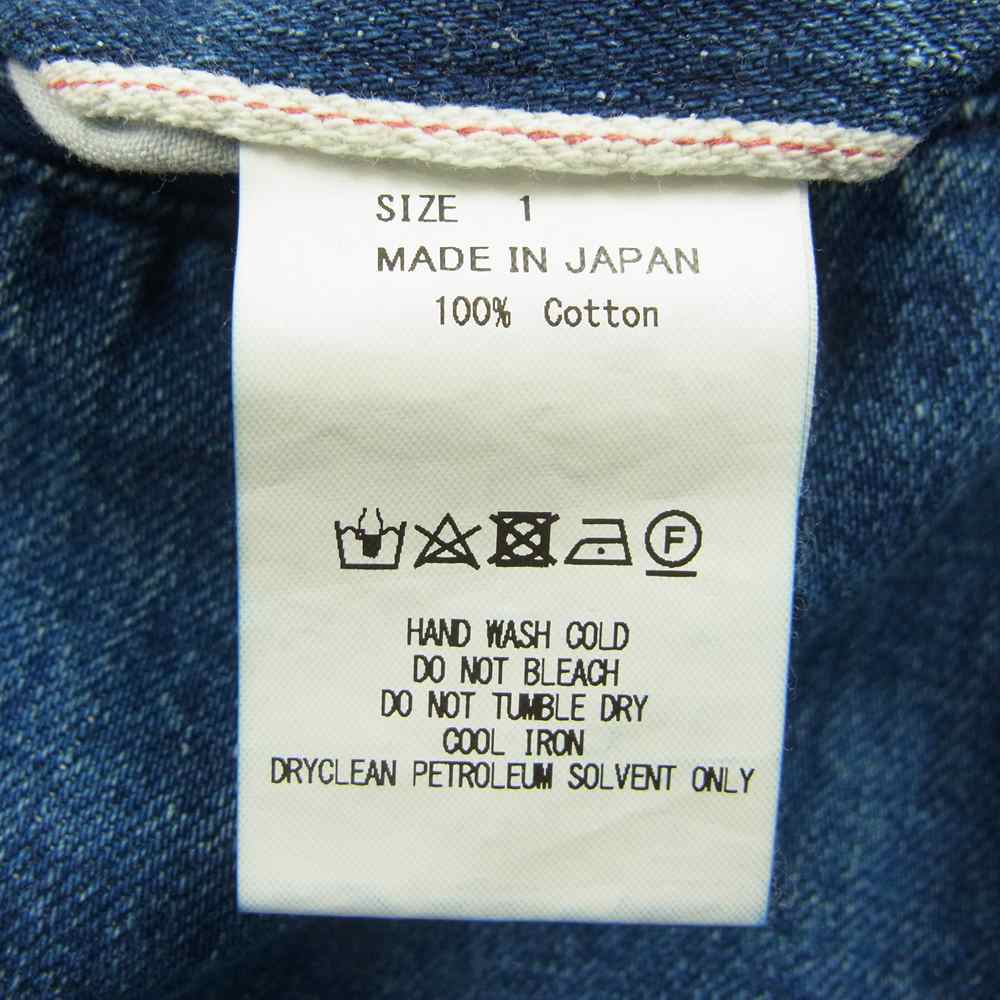 SIZE 1
MADE IN JAPAN
100% Cotton
F
HAND WASH COLD
DO NOT BLEACH
DO NOT TUMBLE DRY
COOL IRON
DRYCLEAN PETROLEUM SOLVENT ONLY